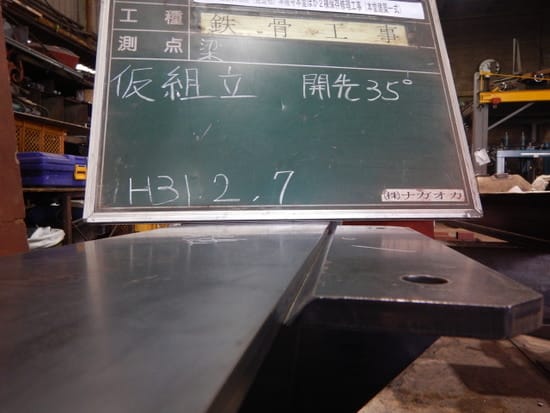 工種 鉄骨工事
測点 梁
仮組立 開先35°
H31.2.7
(株)ナガオカ